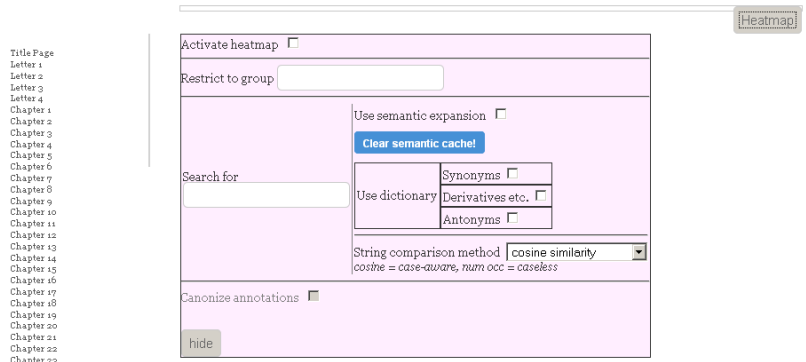 Heatmap
Title Page
Letter 1
Letter 2
Letter 3
Letter 4
Chapter 1
Chapter 2
Chapter 3
Chapter 4
Chapter 5
Chapter 6
Chapter 7
Chapter 8
Chapter 9
Chapter 10
Chapter 11
Chapter 12
Chapter 13
Chapter 14
Chapter 15
Chapter 16
Chapter 17
Chapter 18
Chapter 19
Chapter 20
Chapter 21
Chapter 22
Chapter 23
Activate heatmap
Restrict to group
Search for
Use semantic expansion
Clear semantic cache!
Use dictionary
Synonyms
Derivatives etc.
Antonyms
String comparison method cosine similarity
cosine = case-aware, num occ = caseless
Canonize annotations
hide